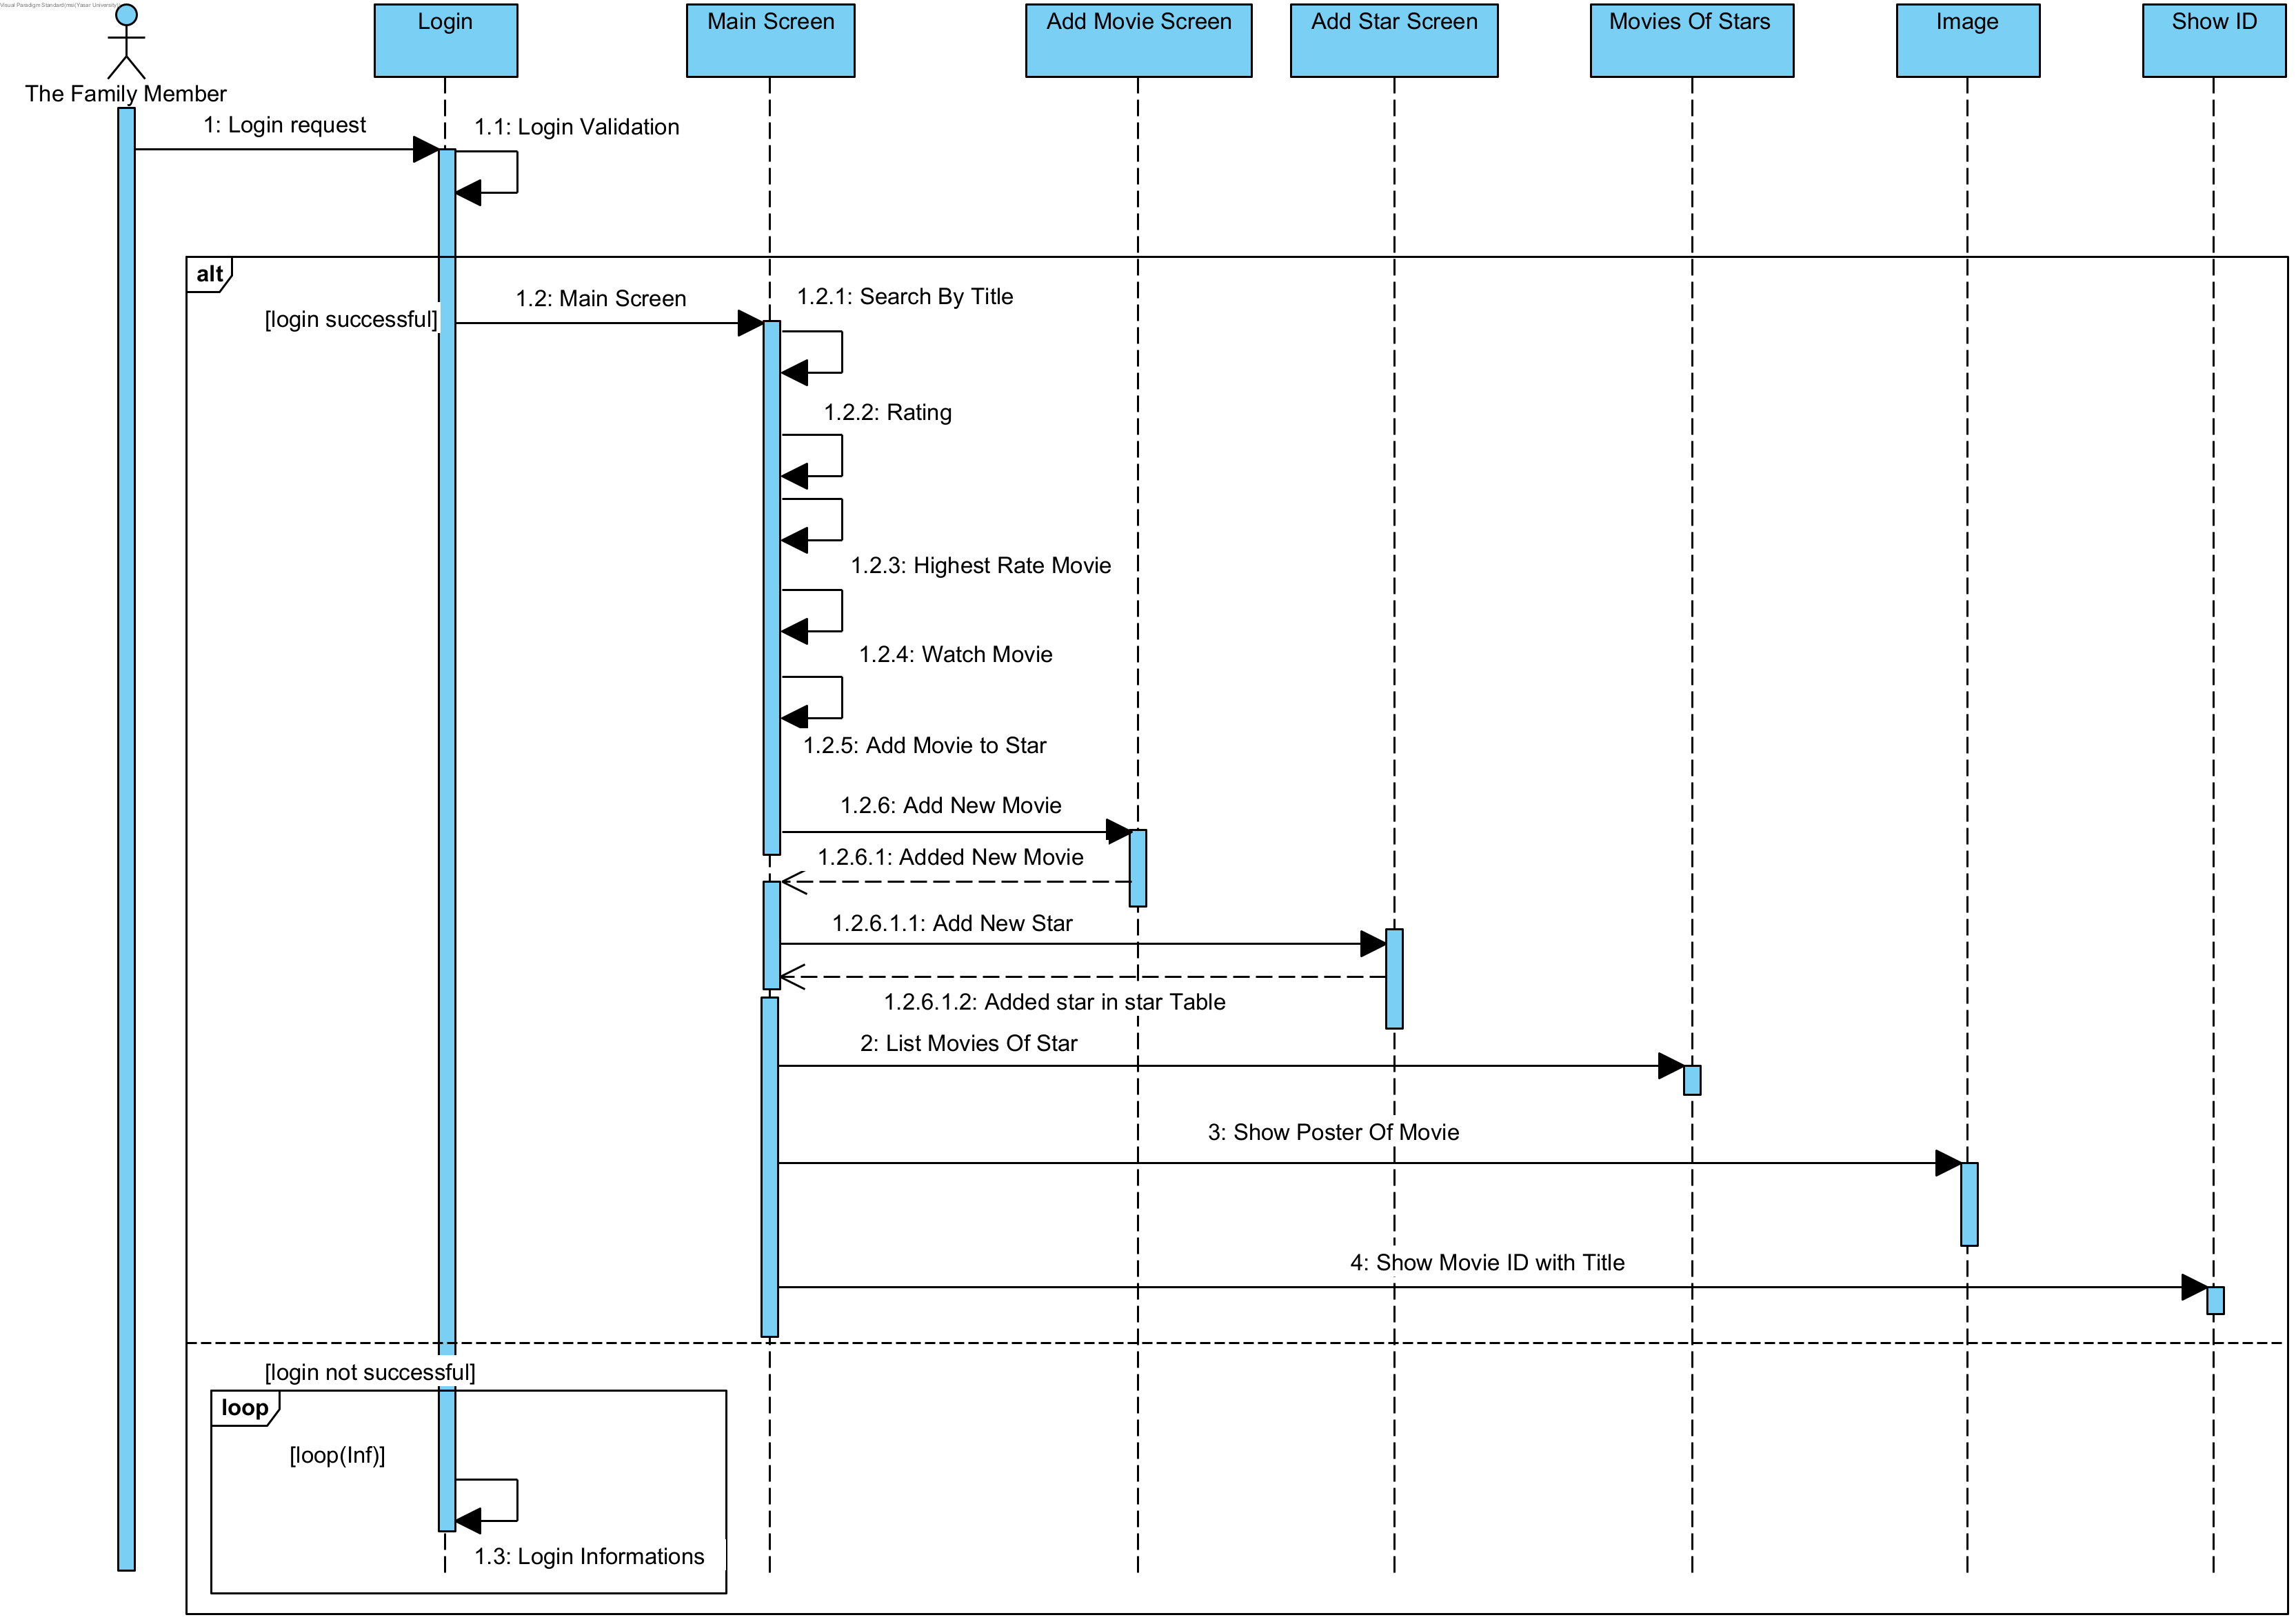 Visual Paradigm Standard(msi(Yasar University))
The Family Member
Login
Main Screen
Add Movie Screen
Add Star Screen
Movies Of Stars
Image
Show ID
1: Login request
1.1: Login Validation
alt
[login successful]
1.2: Main Screen
1.2.1: Search By Title
1.2.2: Rating
1.2.3: Highest Rate Movie
1.2.4: Watch Movie
1.2.5: Add Movie to Star
1.2.6: Add New Movie
1.2.6.1: Added New Movie
1.2.6.1.1: Add New Star
1.2.6.1.2: Added star in star Table
2: List Movies Of Star
3: Show Poster Of Movie
4: Show Movie ID with Title
[login not successful]
loop
[loop(Inf)]
1.3: Login Informations